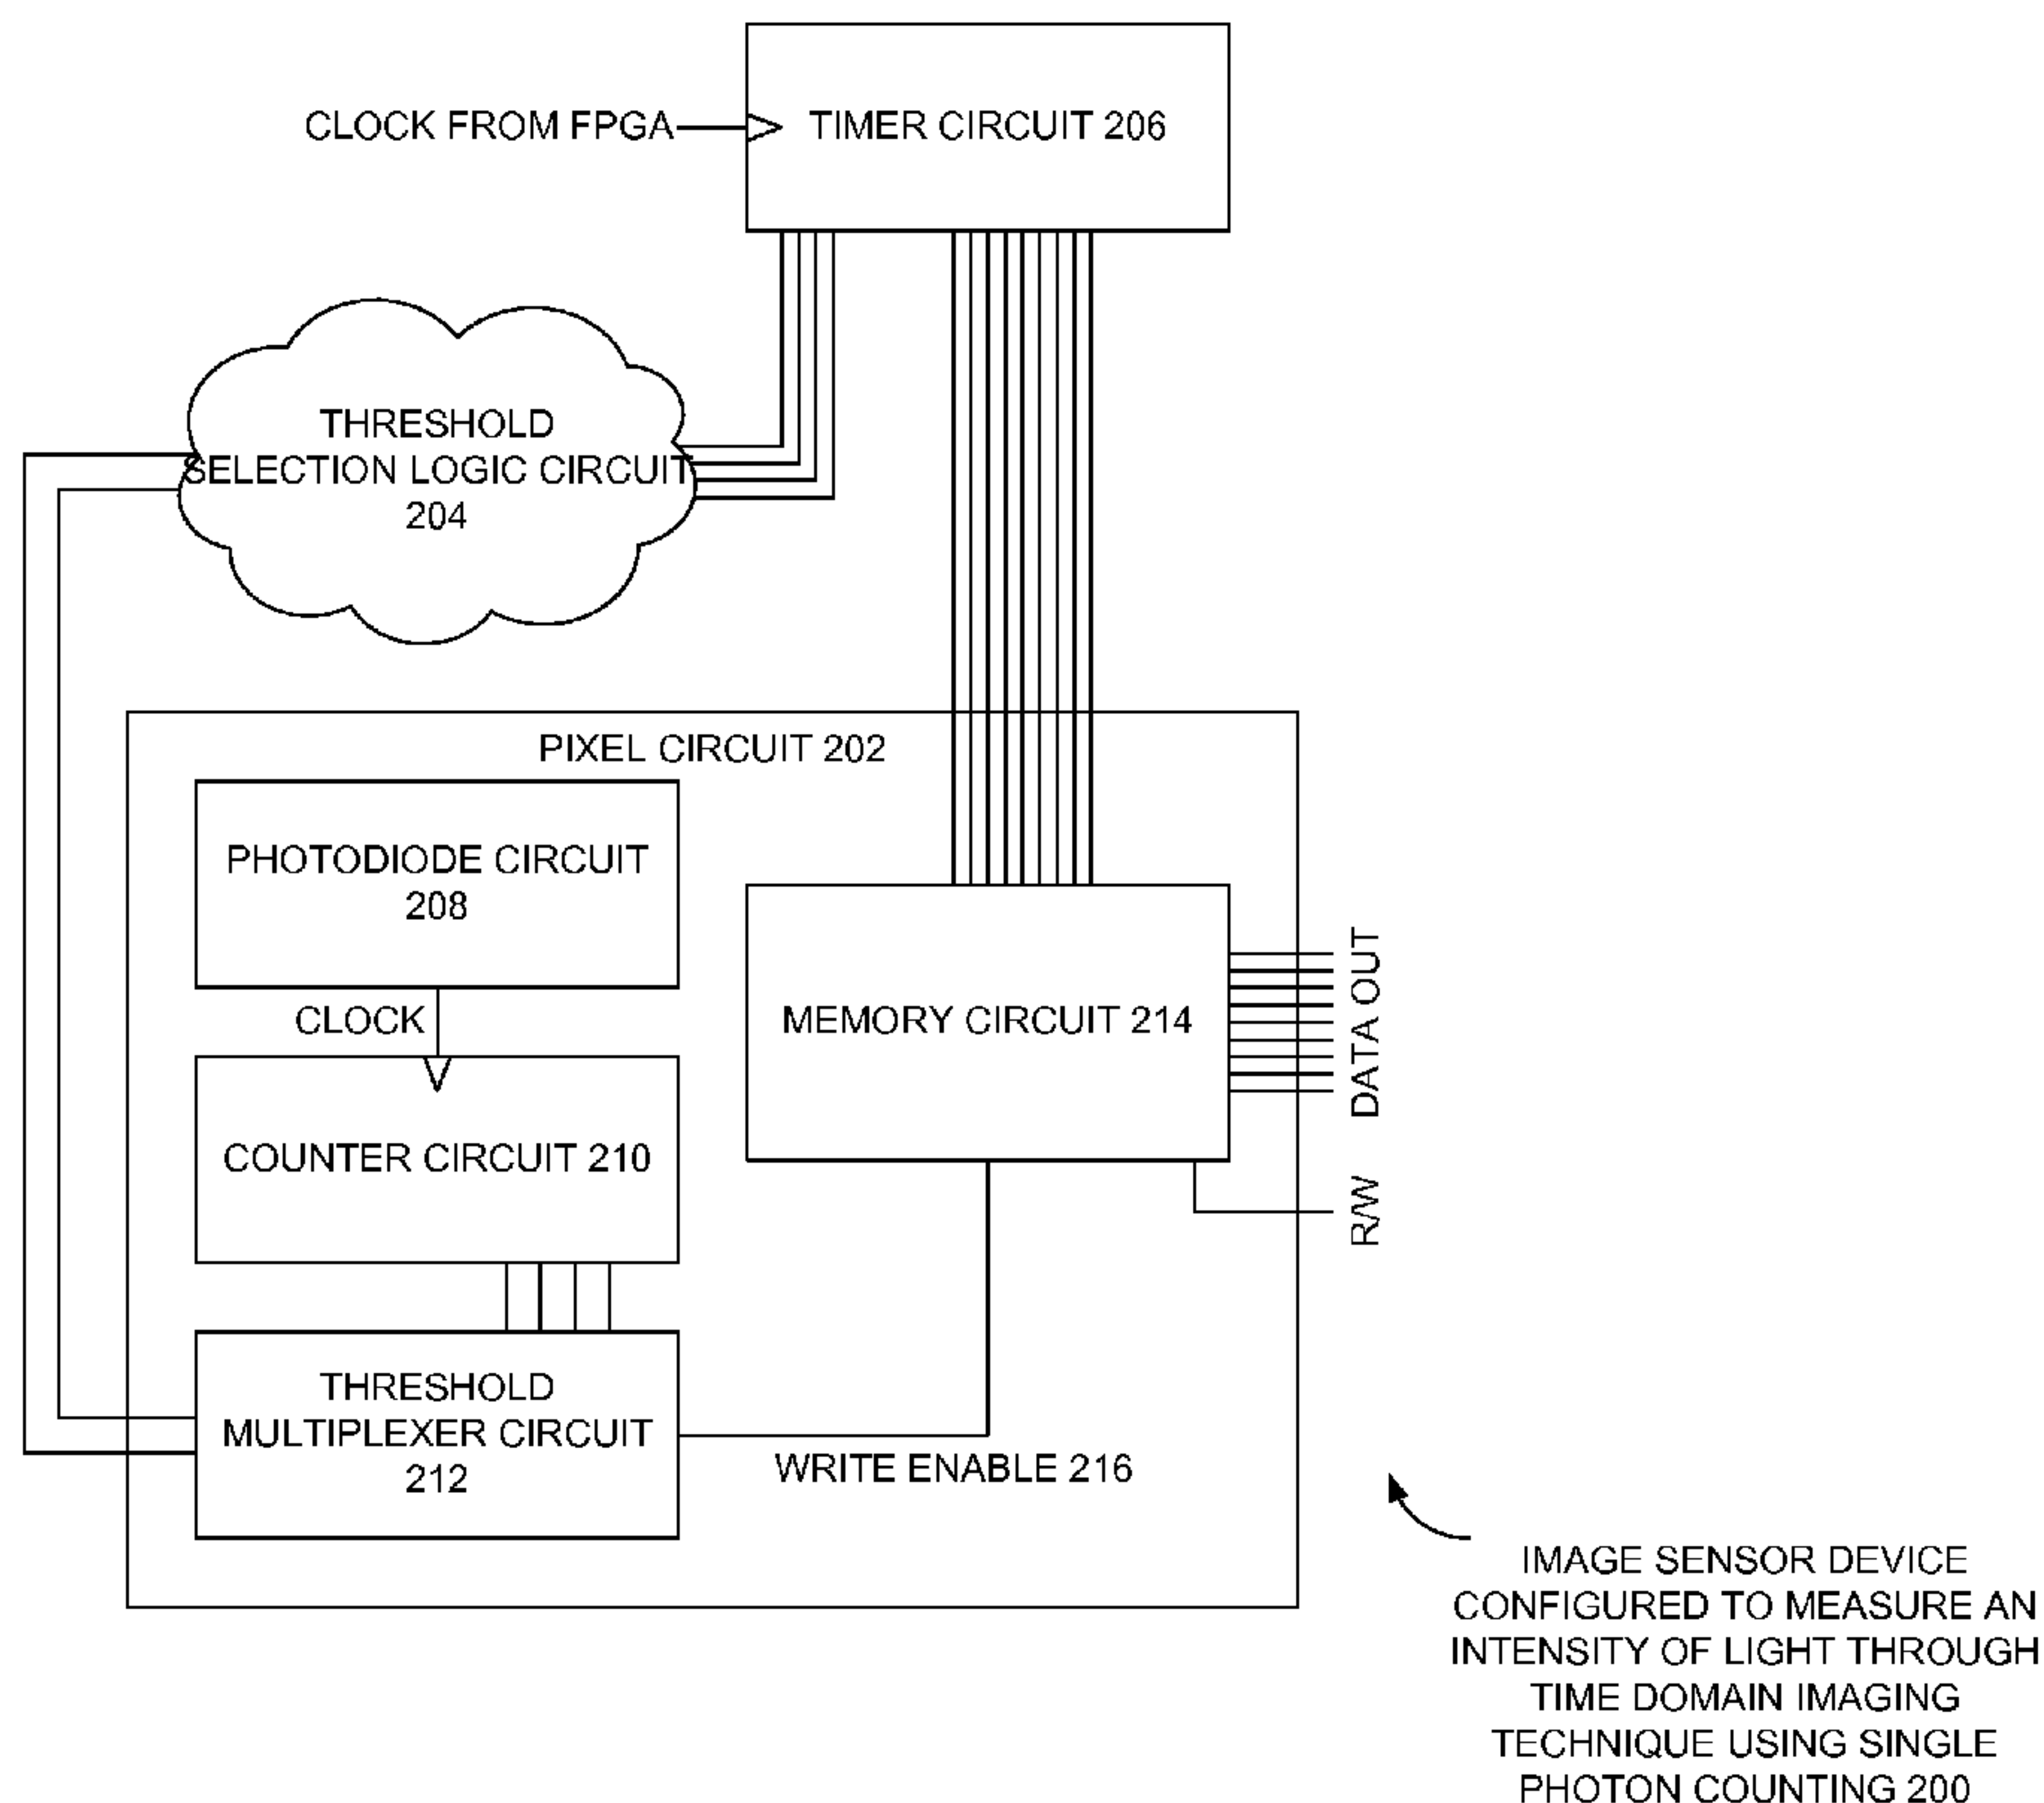 CLOCK FROM FPGA
TIMER CIRCUIT 206
THRESHOLD
SELECTION LOGIC CIRCUIT
204
PIXEL CIRCUIT 202
PHOTODIODE CIRCUIT
208
CLOCK
MEMORY CIRCUIT 214
DATA OUT
COUNTER CIRCUIT 210
R/W
THRESHOLD
MULTIPLEXER CIRCUIT
212
WRITE ENABLE 216
IMAGE SENSOR DEVICE
CONFIGURED TO MEASURE AN
INTENSITY OF LIGHT THROUGH
TIME DOMAIN IMAGING
TECHNIQUE USING SINGLE
PHOTON COUNTING 200